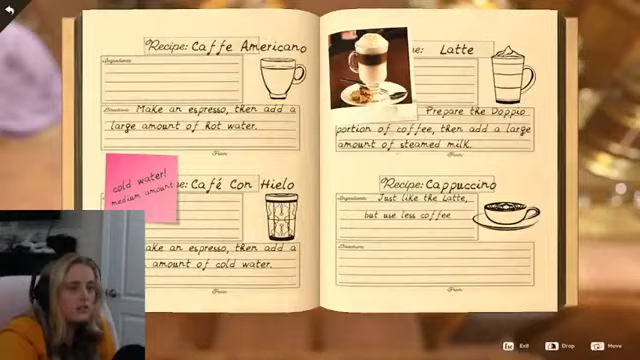 Recipe: Caffe Americano
Ingredients:
Directions: Make an espresso, then add a
large amount of hot water.
From:
cold water!
medium amount
Recipe: Café Con Hielo
ake an espresso, then add a
amount of cold water.
From:
e: Latte
Prepare the Doppio
portion of coffee, then add a large
amount of steamed milk.
From:
Recipe: Cappuccino
Ingredients: Just like the Latte,
but use less coffee
Directions:
From:
Esc Exit
Drop
Move